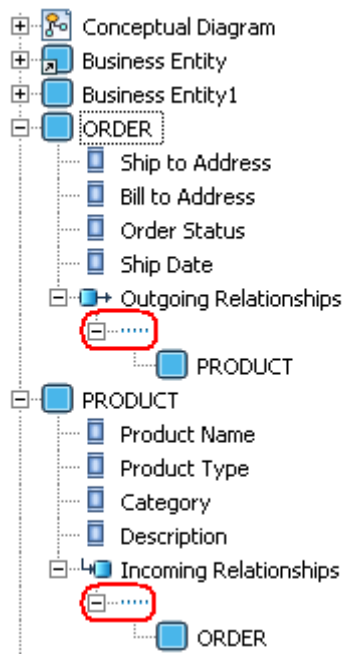 Conceptual Diagram
Business Entity
Business Entity1
ORDER
Ship to Address
Bill to Address
Order Status
Ship Date
Outgoing Relationships
PRODUCT
PRODUCT
Product Name
Product Type
Category
Description
Incoming Relationships
ORDER